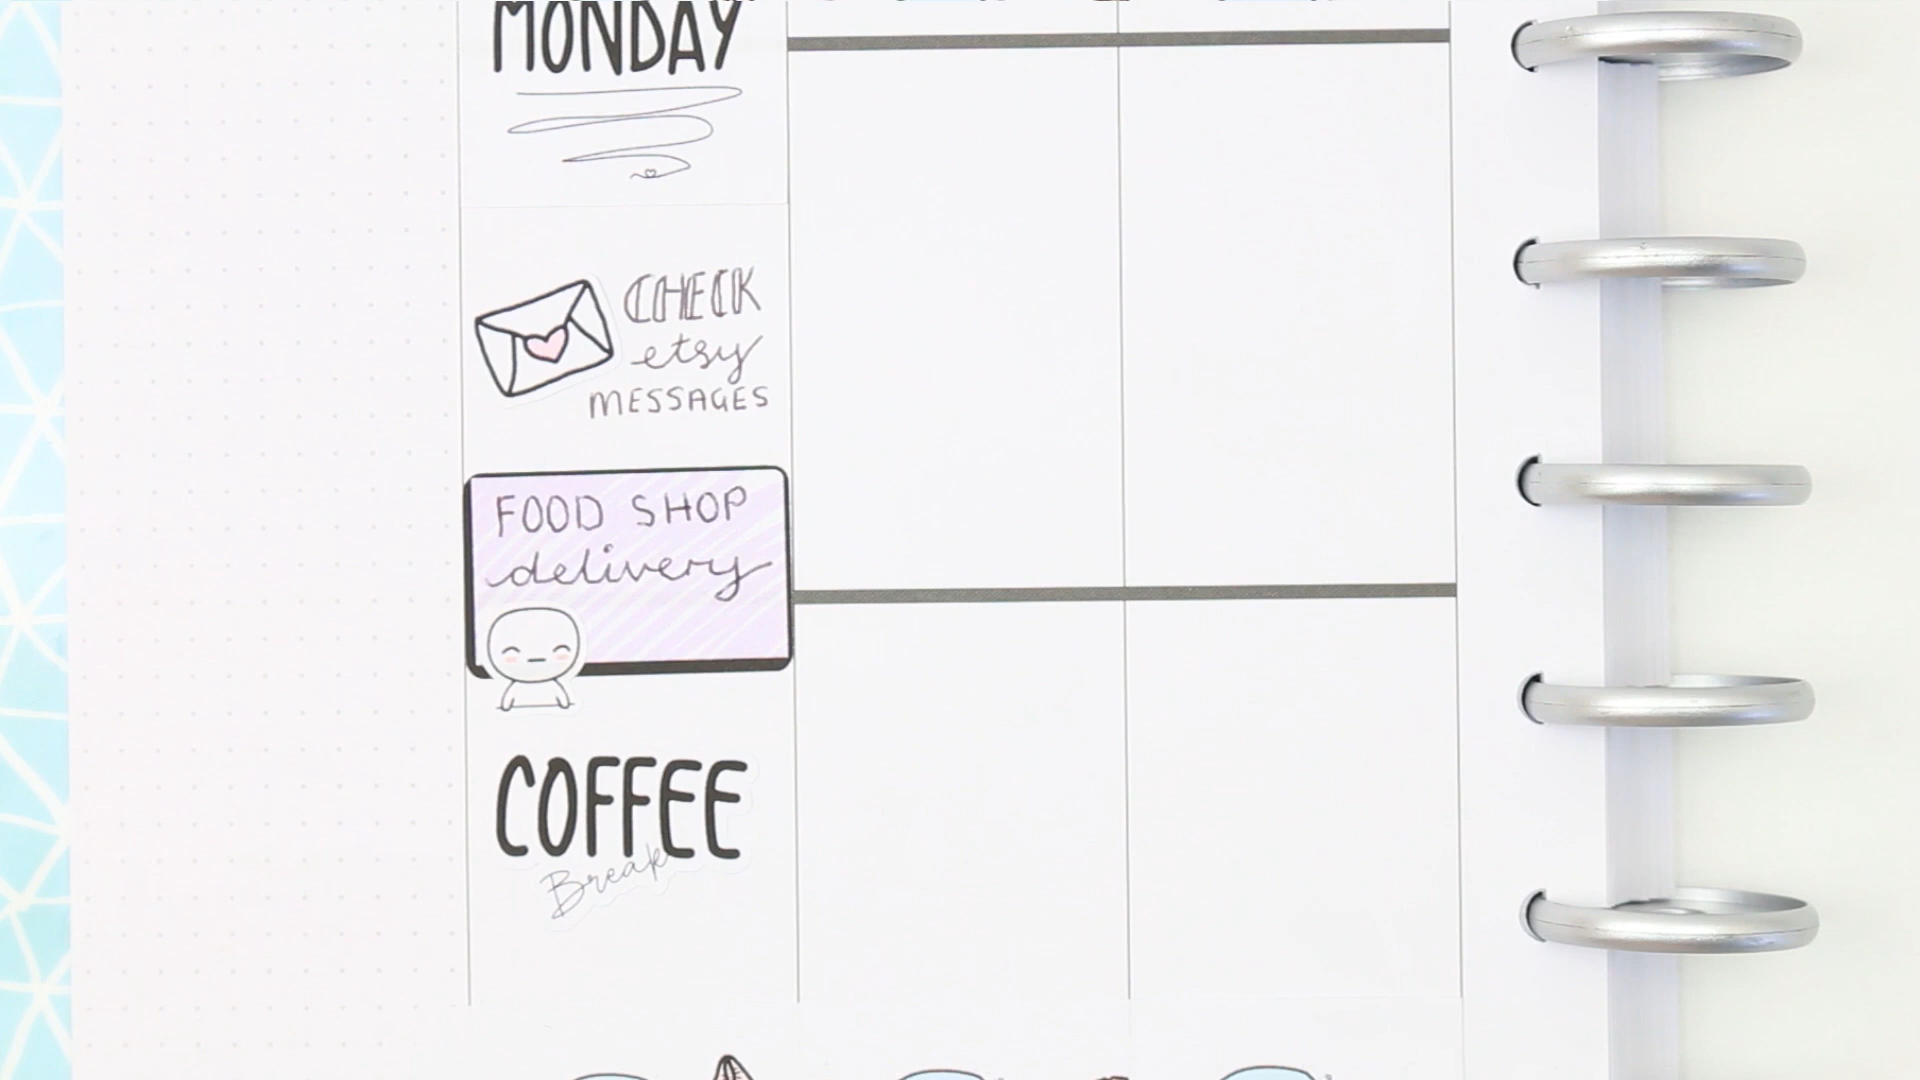 MONDAY
CHECK
etsy
MESSAGES
FOOD SHOP
delivery
COFFEE
Break